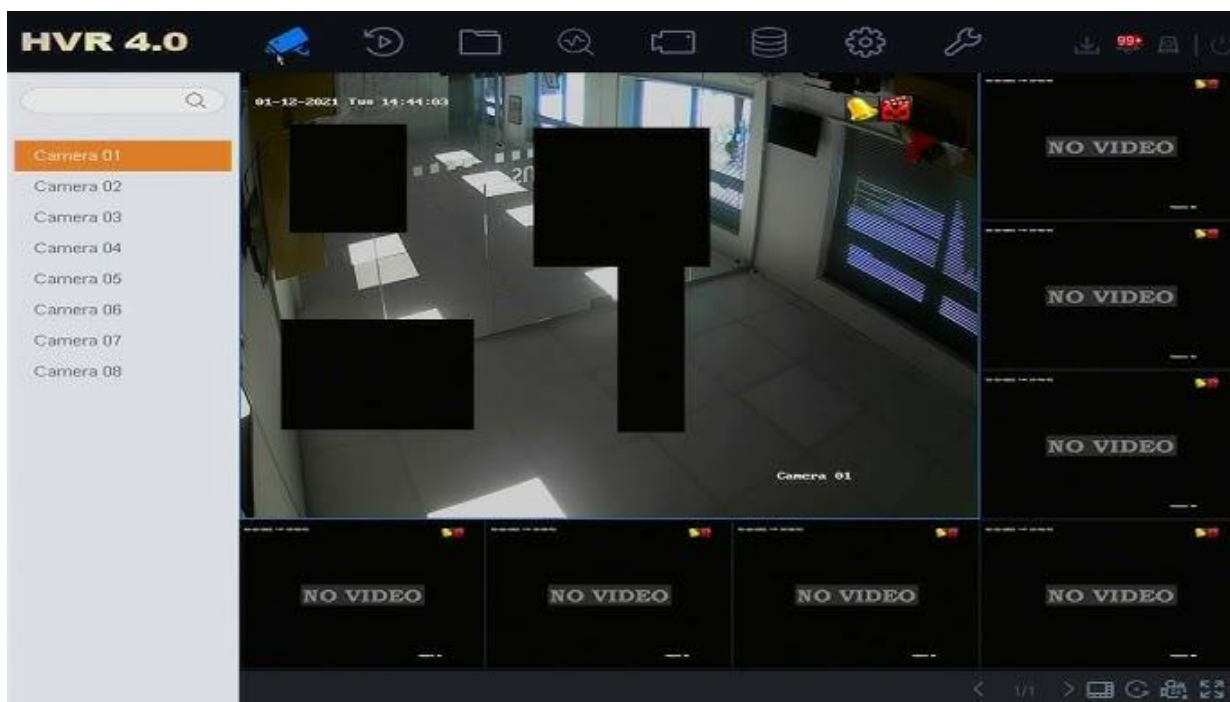 HVR 4.0
99+
Camera 01
Camera 02
Camera 03
Camera 04
Camera 05
Camera 06
Camera 07
Camera 08
01-12-2021 Tue 14:44:03
Camera 01
NO VIDEO
NO VIDEO
NO VIDEO
NO VIDEO
NO VIDEO
NO VIDEO
NO VIDEO
1/1